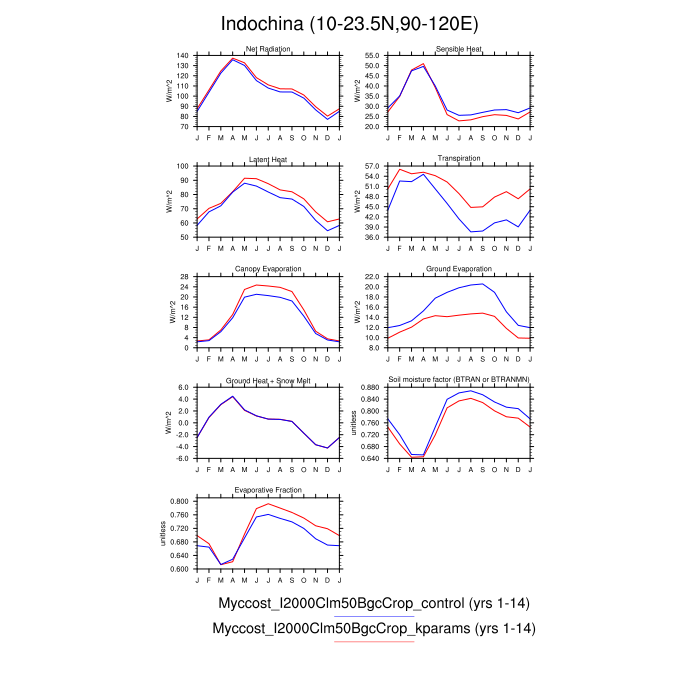 Indochina (10-23.5N,90-120E)
Net Radiation
Sensible Heat
W/m^2
140
130
120
110
100
90
80
70
J F M A M J J A S O N D J
W/m^2
55.0
50.0
45.0
40.0
35.0
30.0
25.0
20.0
J F M A M J J A S O N D J
Latent Heat
Transpiration
W/m^2
100
90
80
70
60
50
J F M A M J J A S O N D J
W/m^2
57.0
54.0
51.0
48.0
45.0
42.0
39.0
36.0
J F M A M J J A S O N D J
Canopy Evaporation
Ground Evaporation
W/m^2
28
24
20
16
12
8
4
0
J F M A M J J A S O N D J
W/m^2
22.0
20.0
18.0
16.0
14.0
12.0
10.0
8.0
J F M A M J J A S O N D J
Ground Heat + Snow Melt
Soil moisture factor (BTRAN or BTRANMN)
W/m^2
6.0
4.0
2.0
0.0
-2.0
-4.0
-6.0
J F M A M J J A S O N D J
unitless
0.880
0.840
0.800
0.760
0.720
0.680
0.640
J F M A M J J A S O N D J
Evaporative Fraction
unitless
0.800
0.760
0.720
0.680
0.640
0.600
J F M A M J J A S O N D J
Myccost_I2000Clm50BgcCrop_control (yrs 1-14)
Myccost_I2000Clm50BgcCrop_kparams (yrs 1-14)